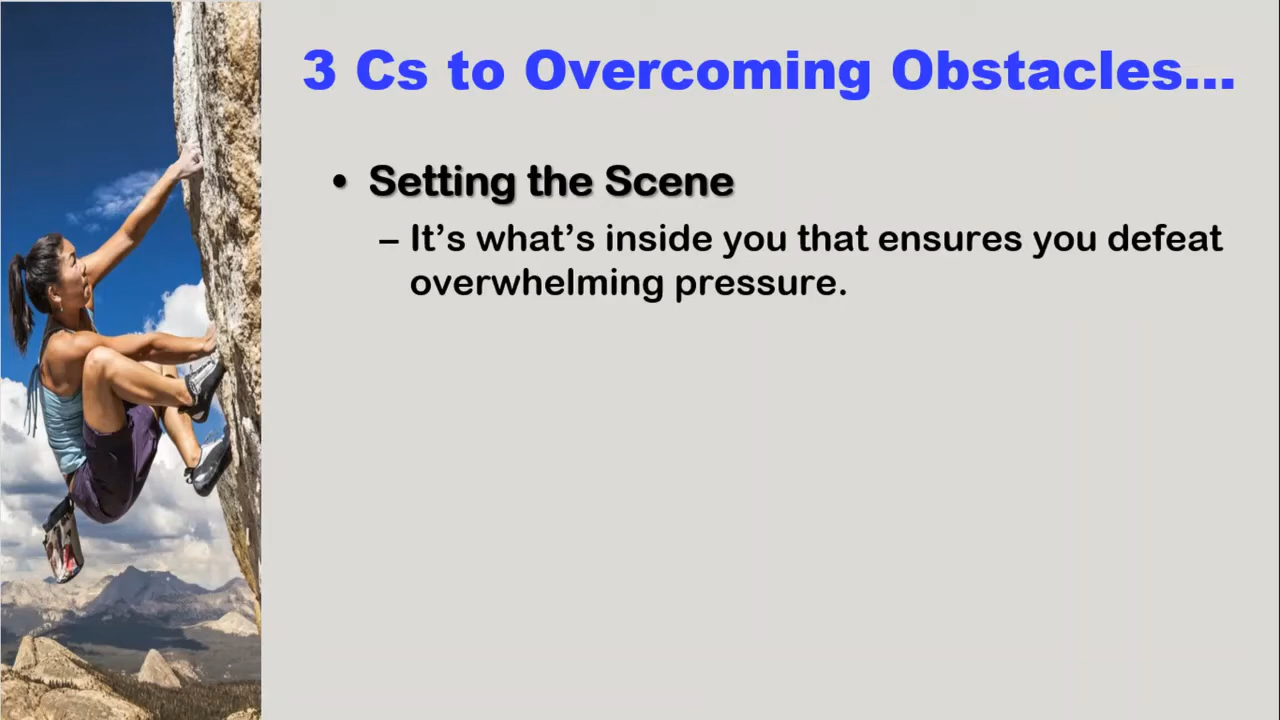 3 Cs to Overcoming Obstacles...
• Setting the Scene
– It’s what’s inside you that ensures you defeat
overwhelming pressure.